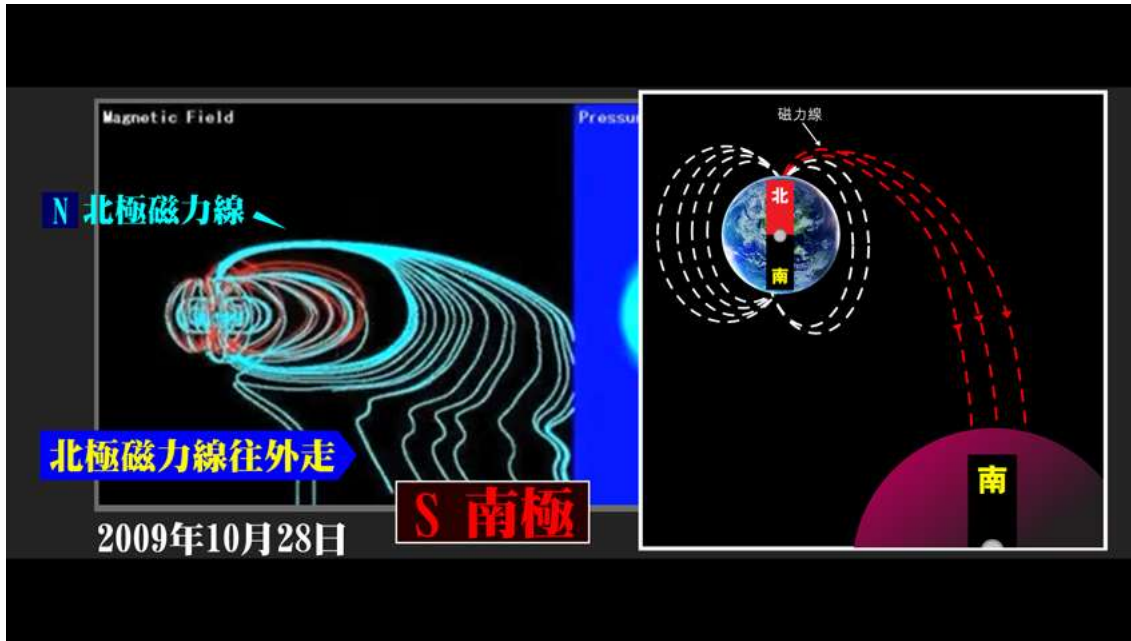 Magnetic Field
Pressu
N 北極磁力線
北極磁力線往外走
S 南極
2009年10月28日
磁力線
北
南
南